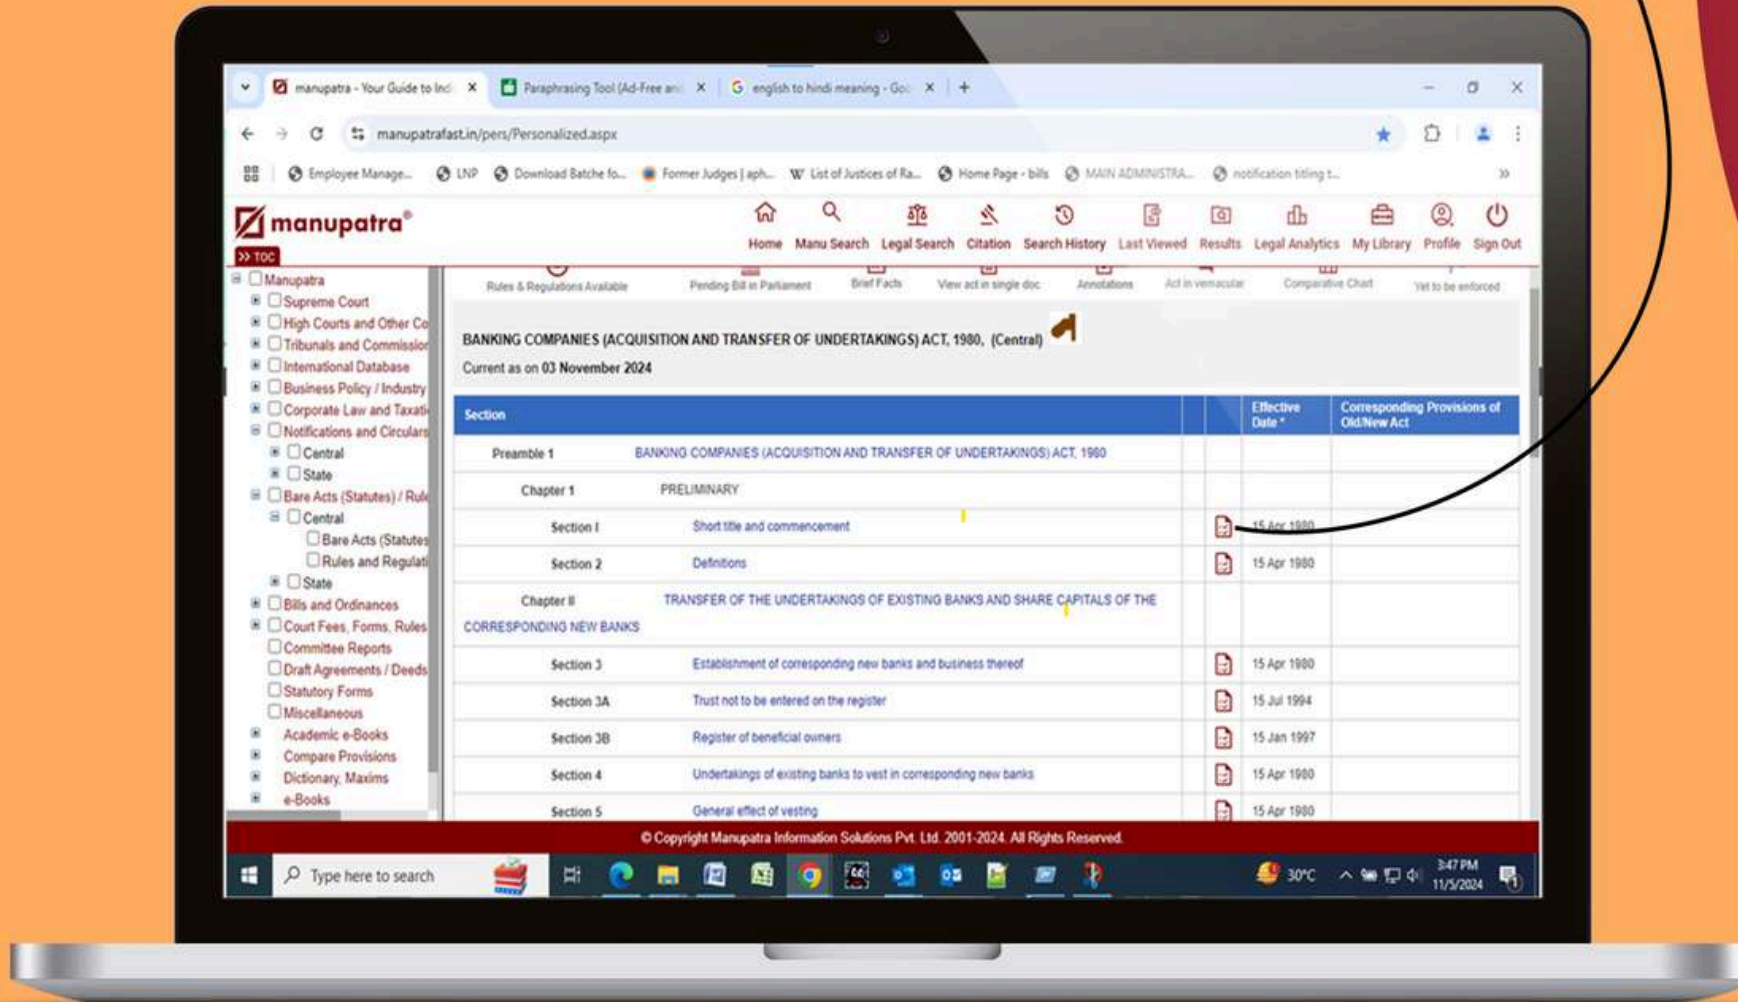 manupatra - Your Guide to Ind
Paraphrasing Tool (Ad-Free an
english to hindi meaning - Goo
manupatrafast.in/pers/Personalized.aspx
Employee Manage...
LNP
Download Batche fo...
Former Judges | aph...
List of Justices of Ra...
Home Page - bills
MAIN ADMINISTRA...
notification titling t...
manupatra®
Home Manu Search Legal Search Citation Search History Last Viewed Results Legal Analytics My Library Profile Sign Out
>> TOC
Manupatra
Supreme Court
High Courts and Other Co
Tribunals and Commission
International Database
Business Policy / Industry
Corporate Law and Taxati
Notifications and Circulars
Central
State
Bare Acts (Statutes) / Rule
Central
Bare Acts (Statutes
Rules and Regulati
State
Bills and Ordinances
Court Fees, Forms, Rules
Committee Reports
Draft Agreements / Deeds
Statutory Forms
Miscellaneous
Academic e-Books
Compare Provisions
Dictionary, Maxims
e-Books
Rules & Regulations Available Pending Bill in Parliament Brief Facts View act in single doc Annotations Act in vernacular Comparative Chart Yet to be enforced
BANKING COMPANIES (ACQUISITION AND TRANSFER OF UNDERTAKINGS) ACT, 1980, (Central)
Current as on 03 November 2024
Section Effective Date * Corresponding Provisions of Old/New Act
Preamble 1 BANKING COMPANIES (ACQUISITION AND TRANSFER OF UNDERTAKINGS) ACT, 1980
Chapter 1 PRELIMINARY
Section I Short title and commencement 15 Apr 1980
Section 2 Definitions 15 Apr 1980
Chapter II TRANSFER OF THE UNDERTAKINGS OF EXISTING BANKS AND SHARE CAPITALS OF THE
CORRESPONDING NEW BANKS
Section 3 Establishment of corresponding new banks and business thereof 15 Apr 1980
Section 3A Trust not to be entered on the register 15 Jul 1994
Section 3B Register of beneficial owners 15 Jan 1997
Section 4 Undertakings of existing banks to vest in corresponding new banks 15 Apr 1980
Section 5 General effect of vesting 15 Apr 1980
© Copyright Manupatra Information Solutions Pvt. Ltd. 2001-2024. All Rights Reserved.
Type here to search
30°C
3:47 PM
11/5/2024